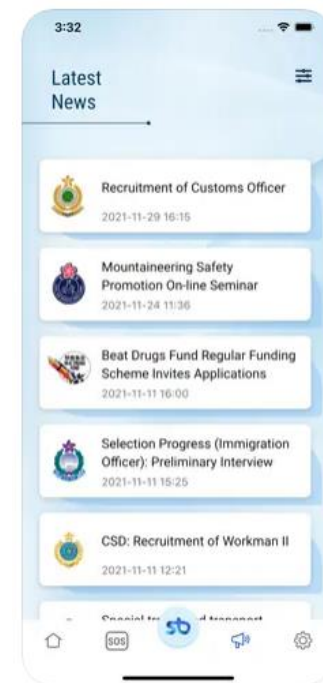 3:32
Latest
News
Recruitment of Customs Officer
2021-11-29 16:15
Mountaineering Safety
Promotion On-line Seminar
2021-11-24 11:36
Beat Drugs Fund Regular Funding
Scheme Invites Applications
2021-11-11 16:00
Selection Progress (Immigration
Officer): Preliminary Interview
2021-11-11 15:25
CSD: Recruitment of Workman II
2021-11-11 12:21
sb
SOS